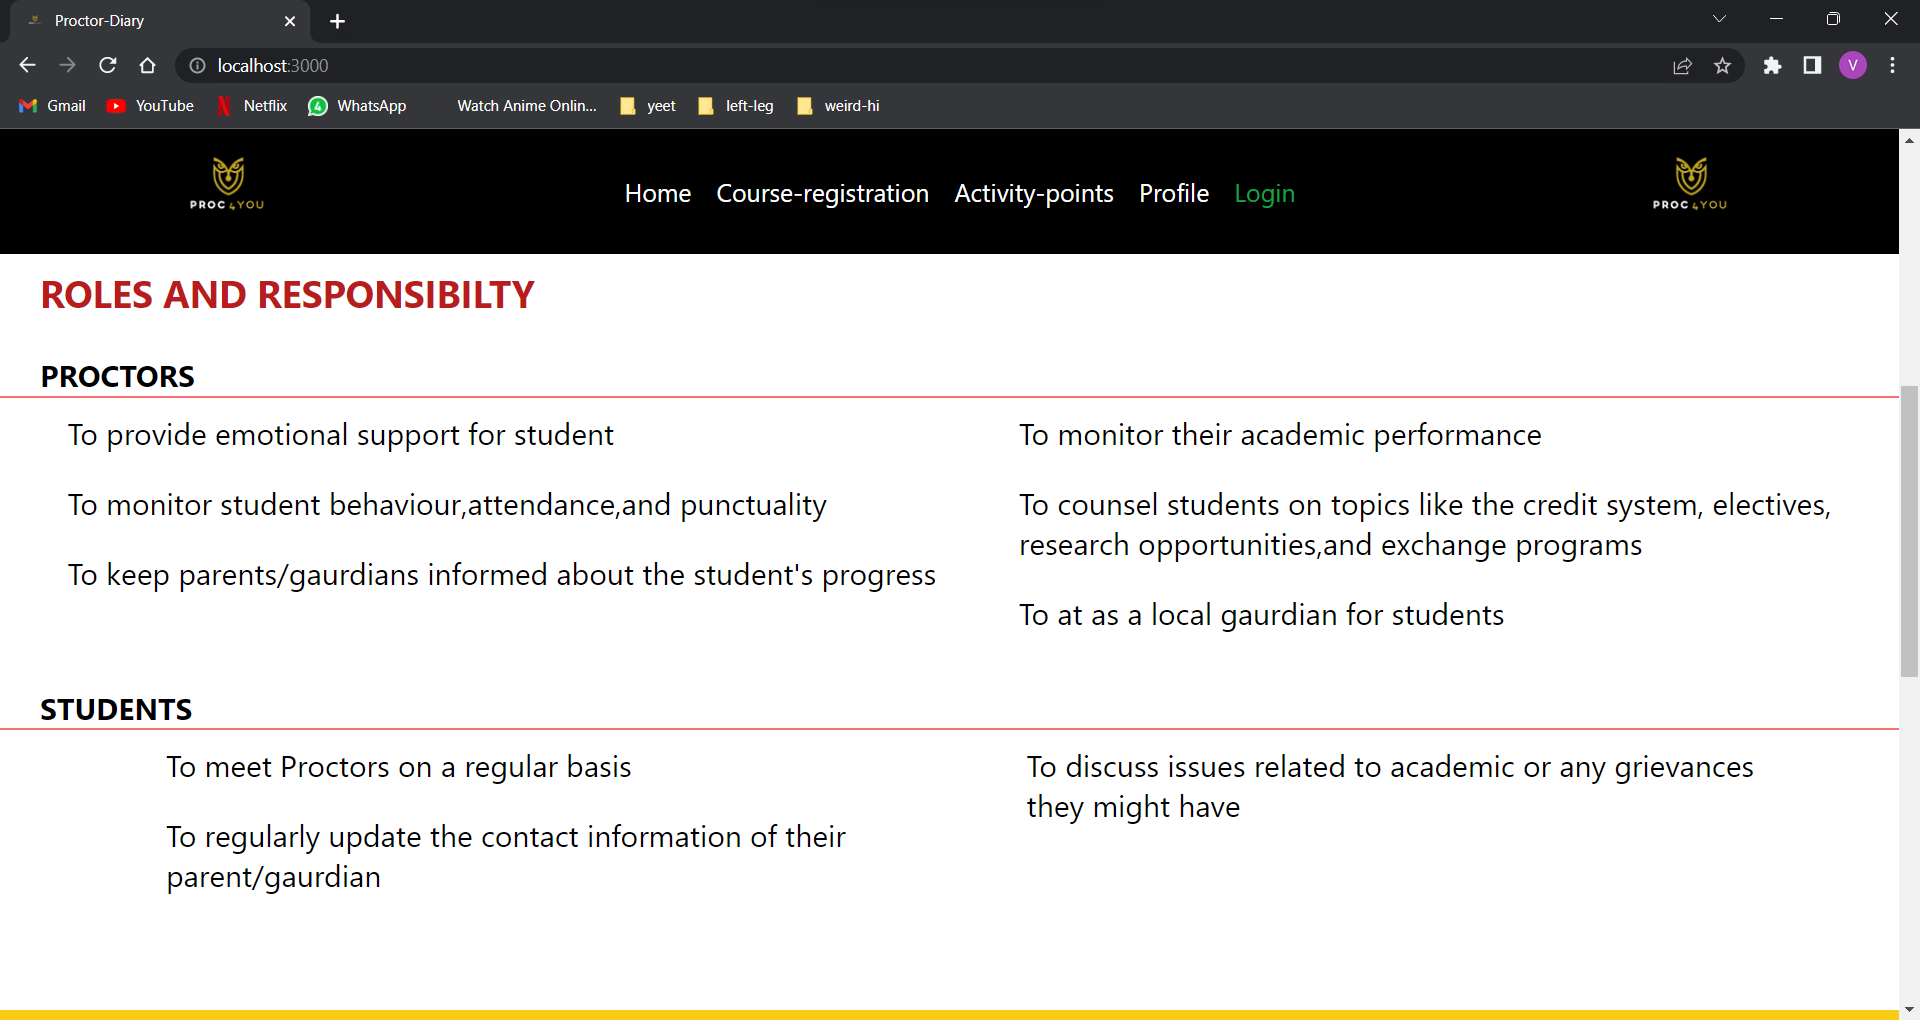 Proctor-Diary
localhost:3000
V
Gmail
YouTube
Netflix
4
WhatsApp
Watch Anime Onlin...
yeet
left-leg
weird-hi
PROC 4YOU
Home
Course-registration
Activity-points
Profile
Login
PROC 4YOU
ROLES AND RESPONSIBILTY
PROCTORS
To provide emotional support for student
To monitor student behaviour,attendance,and punctuality
To keep parents/gaurdians informed about the student's progress
To monitor their academic performance
To counsel students on topics like the credit system, electives,
research opportunities,and exchange programs
To at as a local gaurdian for students
STUDENTS
To meet Proctors on a regular basis
To regularly update the contact information of their
parent/gaurdian
To discuss issues related to academic or any grievances
they might have